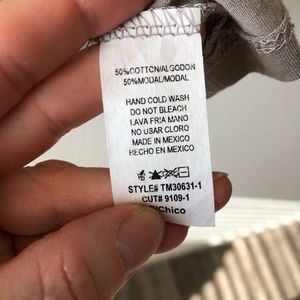 50%COTTON/ALGODON
50%MODAL/MODAL
HAND COLD WASH
DO NOT BLEACH
LAVA FRIA MANO
NO USAR CLORO
MADE IN MEXICO
HECHO EN MEXICO
STYLE# TM30631-1
CUT# 9109-1